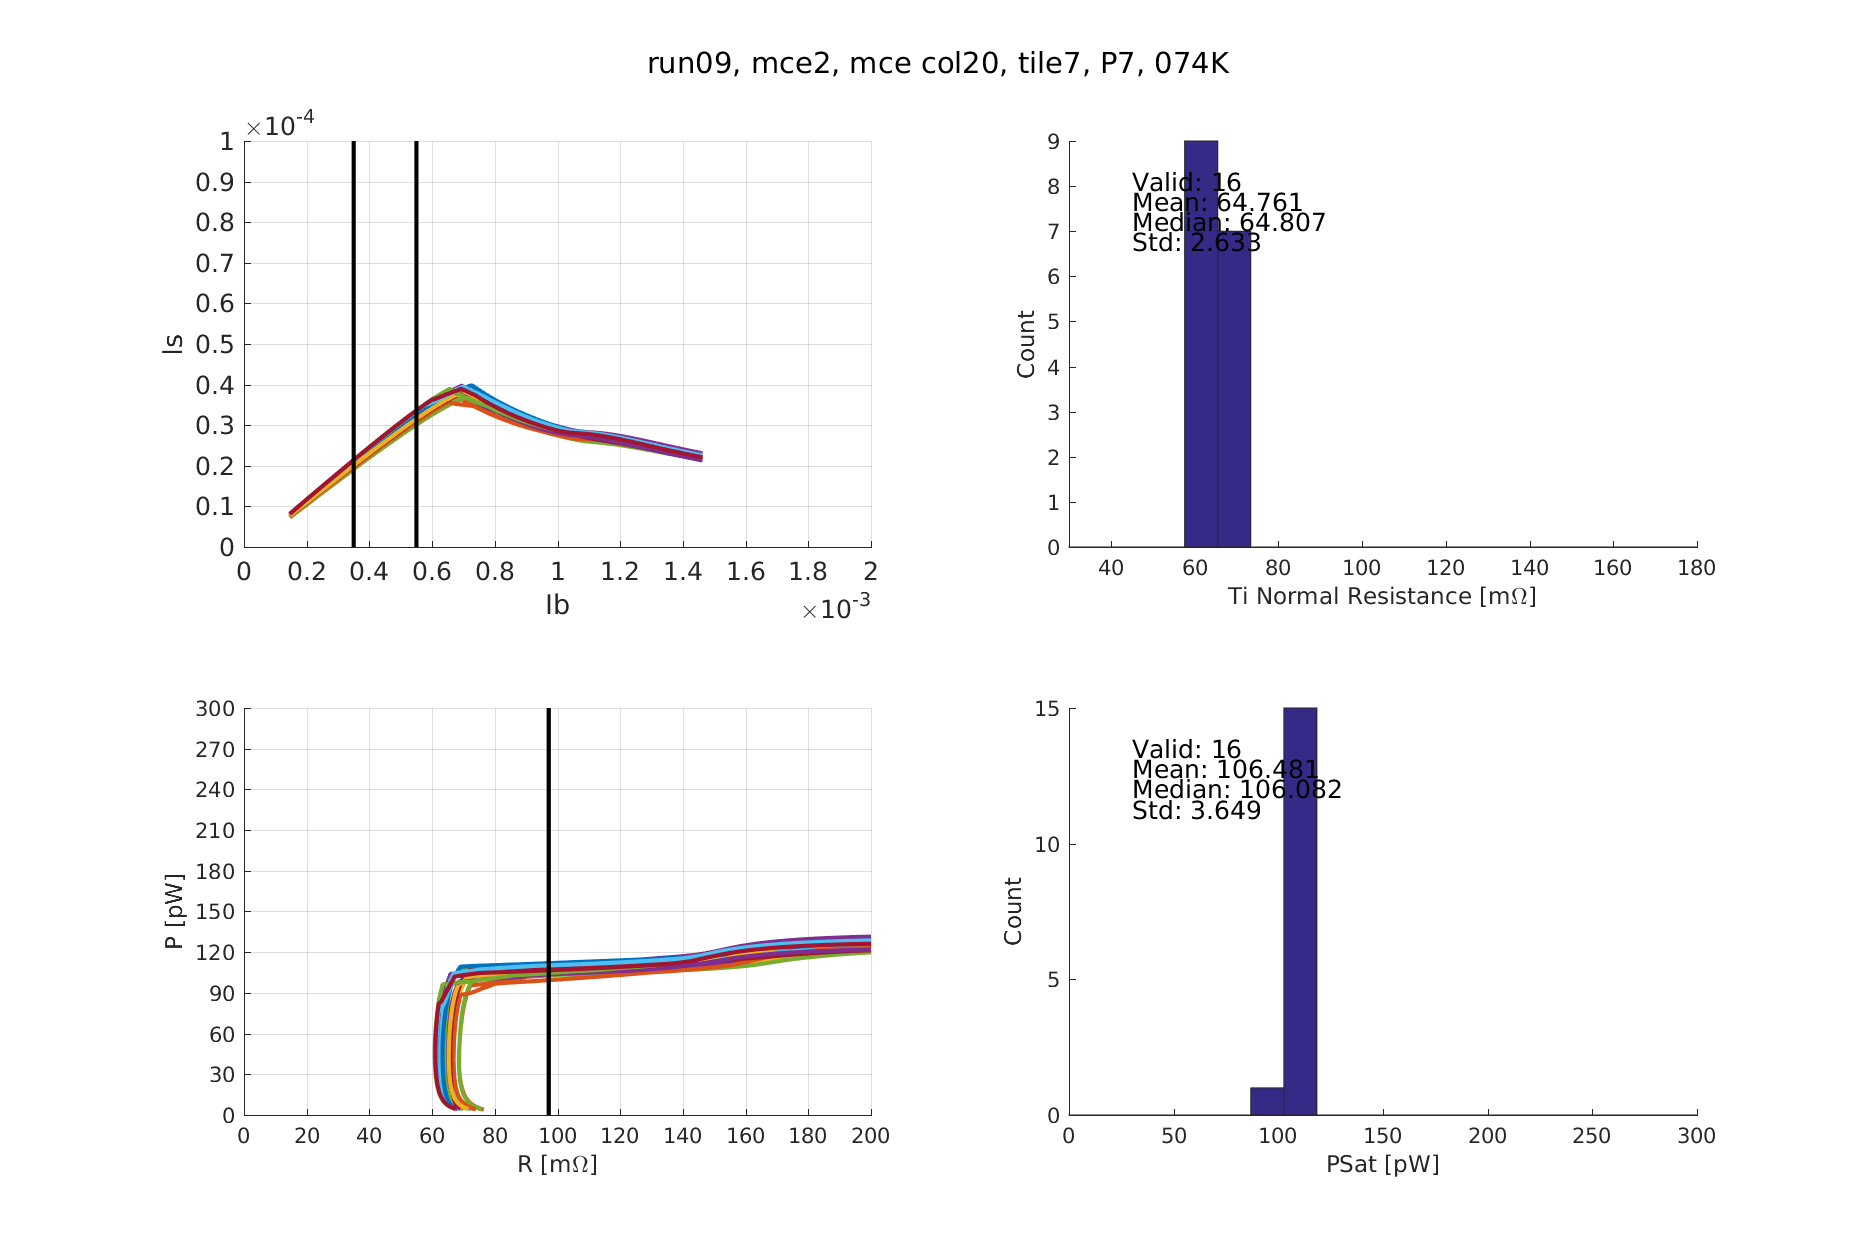 run09, mce2, mce col20, tile7, P7, 074K
×10-4
1
0.9
0.8
0.7
0.6
0.5
0.4
0.3
0.2
0.1
0
Is
0 0.2 0.4 0.6 0.8 1 1.2 1.4 1.6 1.8 2
Ib
×10-3
9
8
7
6
5
4
3
2
1
0
Count
Valid: 16
Mean: 64.761
Median: 64.807
Std: 2.633
40 60 80 100 120 140 160 180
Ti Normal Resistance [mΩ]
300
270
240
210
180
150
120
90
60
30
0
P [pW]
0 20 40 60 80 100 120 140 160 180 200
R [mΩ]
15
10
5
0
Count
Valid: 16
Mean: 106.481
Median: 106.082
Std: 3.649
0 50 100 150 200 250 300
PSat [pW]